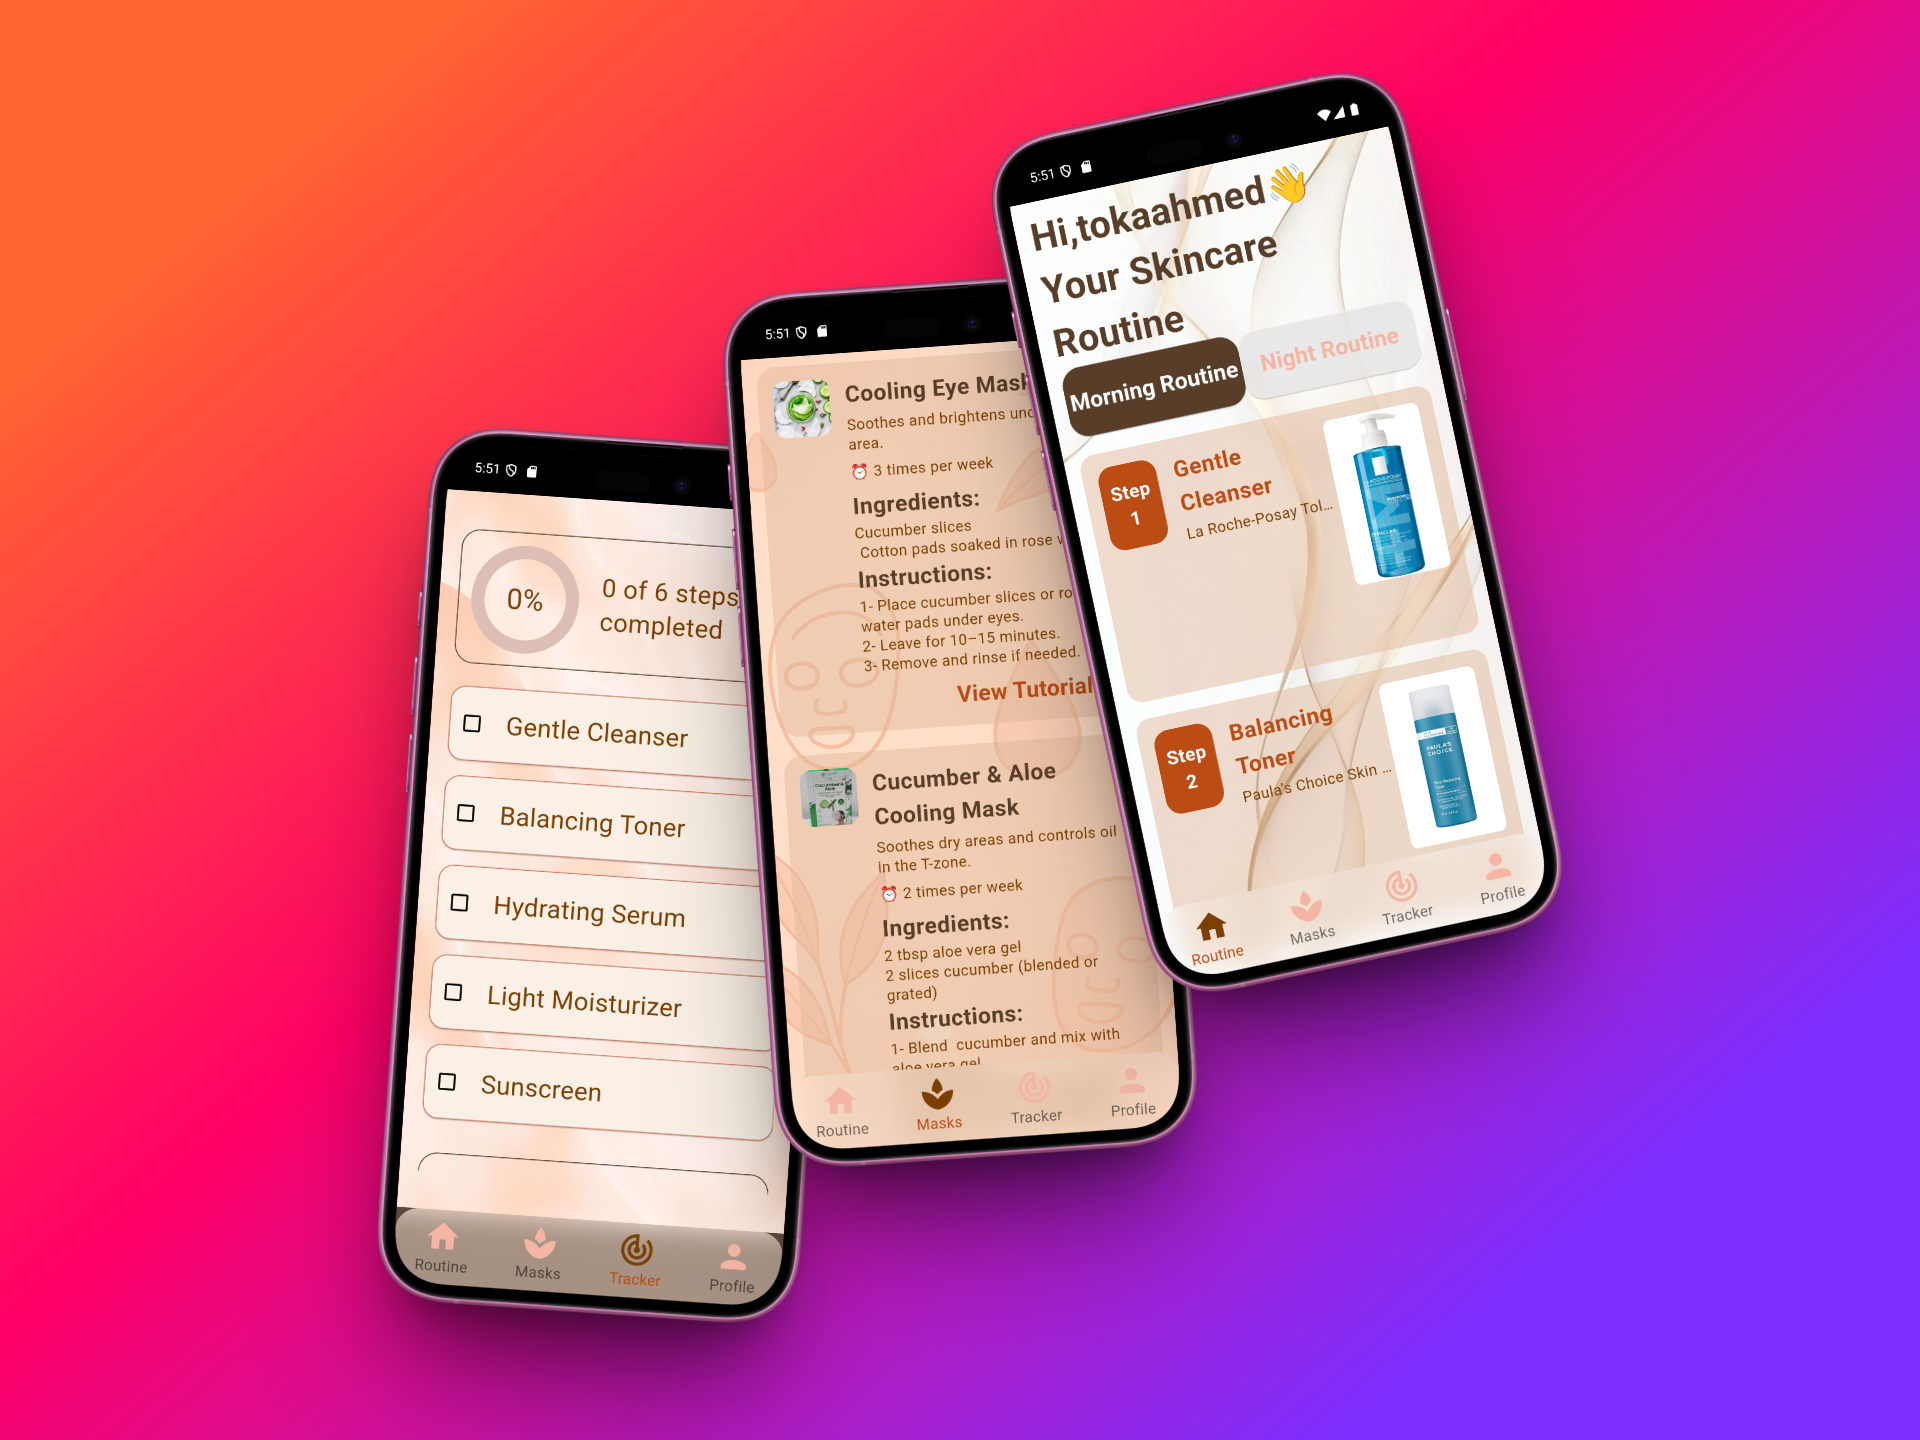 5:51
0%
0 of 6 steps
completed
Gentle Cleanser
Balancing Toner
Hydrating Serum
Light Moisturizer
Sunscreen
Routine
Masks
Tracker
Profile
5:51
Cooling Eye Mask
Soothes and brightens
area.
⏰ 3 times per week
Ingredients:
Cucumber slices
Cotton pads soaked in rose
Instructions:
1- Place cucumber slices or
water pads under eyes.
2- Leave for 10–15 minutes.
3- Remove and rinse if needed.
View Tutorial
Cucumber & Aloe
Cooling Mask
Soothes dry areas and controls oil
in the T-zone.
⏰ 2 times per week
Ingredients:
2 tbsp aloe vera gel
2 slices cucumber (blended or
grated)
Instructions:
1- Blend  cucumber and mix with
aloe vera gel
Routine
Masks
Tracker
Profile
5:51
Hi,tokaahmed👋
Your Skincare
Routine
Morning Routine
Night Routine
Step
1
Gentle
Cleanser
La Roche-Posay Tol...
LA ROCHE-POSAY
EFFACLAR
Step
2
Balancing
Toner
Paula's Choice Skin ...
PAULA'S
CHOICE
Routine
Masks
Tracker
Profile